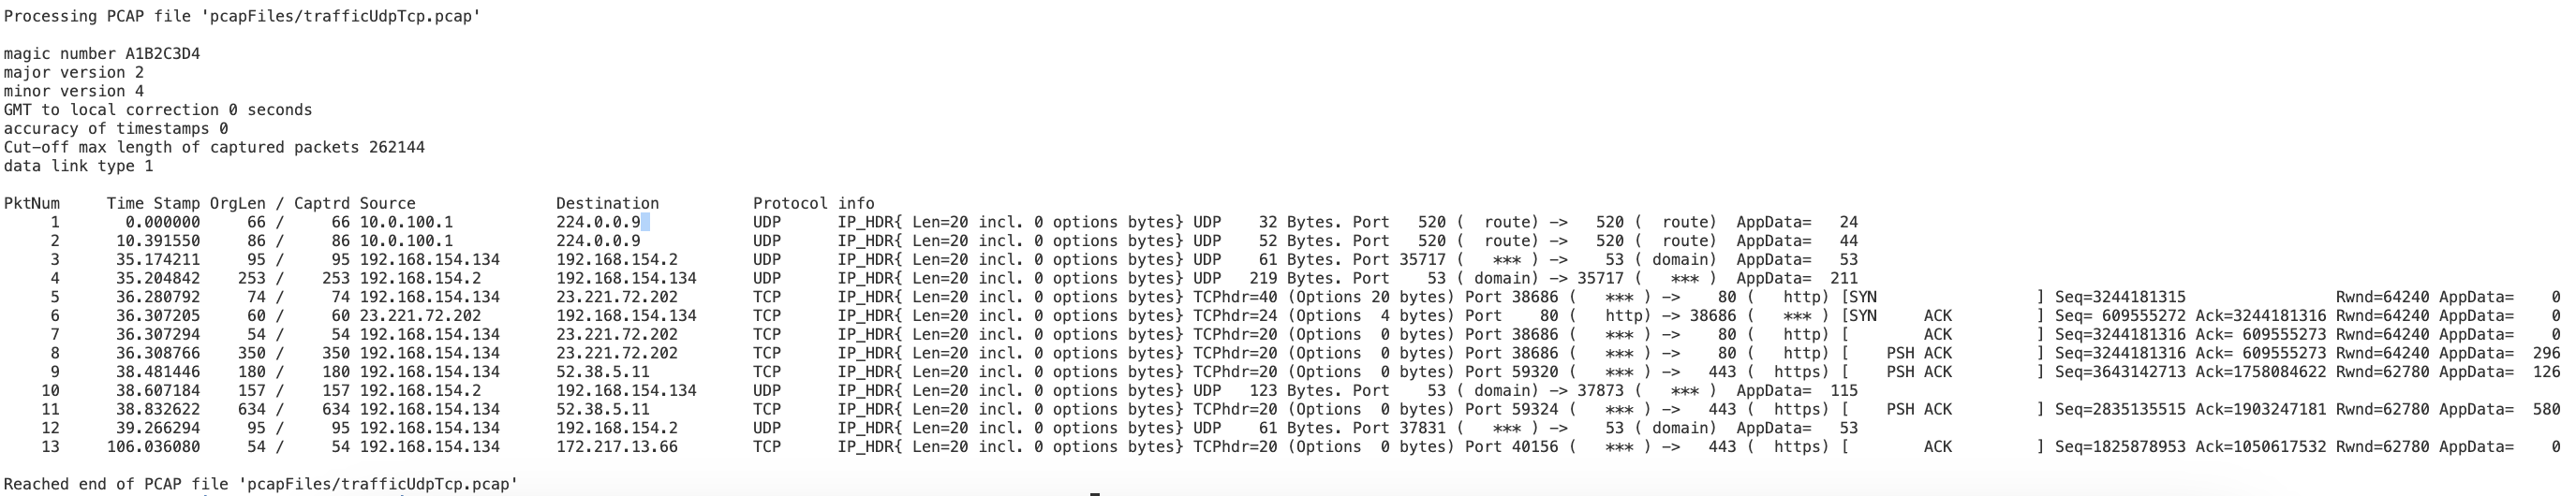 Processing PCAP file 'pcapFiles/trafficUdpTcp.pcap'

magic number A1B2C3D4
major version 2
minor version 4
GMT to local correction 0 seconds
accuracy of timestamps 0
Cut-off max length of captured packets 262144
data link type 1

PktNum     Time Stamp OrgLen / Captrd Source               Destination          Protocol info
     1       0.000000     66 /     66 10.0.100.1           224.0.0.9            UDP      IP_HDR{ Len=20 incl. 0 options bytes} UDP    32 Bytes. Port   520 (  route) ->   520 (  route)  AppData=   24
     2      10.391550     86 /     86 10.0.100.1           224.0.0.9            UDP      IP_HDR{ Len=20 incl. 0 options bytes} UDP    52 Bytes. Port   520 (  route) ->   520 (  route)  AppData=   44
     3      35.174211     95 /     95 192.168.154.134      192.168.154.2        UDP      IP_HDR{ Len=20 incl. 0 options bytes} UDP    61 Bytes. Port 35717 (   *** ) ->    53 ( domain)  AppData=   53
     4      35.204842    253 /    253 192.168.154.2        192.168.154.134      UDP      IP_HDR{ Len=20 incl. 0 options bytes} UDP   219 Bytes. Port    53 ( domain) -> 35717 (   *** )  AppData=  211
     5      36.280792     74 /     74 192.168.154.134      23.221.72.202        TCP      IP_HDR{ Len=20 incl. 0 options bytes} TCPhdr=40 (Options 20 bytes) Port 38686 (   *** ) ->    80 (   http) [SYN                 ] Seq=3244181315                Rwnd=64240 AppData=    0
     6      36.307205     60 /     60 23.221.72.202        192.168.154.134      TCP      IP_HDR{ Len=20 incl. 0 options bytes} TCPhdr=24 (Options  4 bytes) Port    80 (   http) -> 38686 (   *** ) [SYN     ACK         ] Seq= 609555272 Ack=3244181316 Rwnd=64240 AppData=    0
     7      36.307294     54 /     54 192.168.154.134      23.221.72.202        TCP      IP_HDR{ Len=20 incl. 0 options bytes} TCPhdr=20 (Options  0 bytes) Port 38686 (   *** ) ->    80 (   http) [        ACK         ] Seq=3244181316 Ack= 609555273 Rwnd=64240 AppData=    0
     8      36.308766    350 /    350 192.168.154.134      23.221.72.202        TCP      IP_HDR{ Len=20 incl. 0 options bytes} TCPhdr=20 (Options  0 bytes) Port 38686 (   *** ) ->    80 (   http) [    PSH ACK         ] Seq=3244181316 Ack= 609555273 Rwnd=64240 AppData=  296
     9      38.481446    180 /    180 192.168.154.134      52.38.5.11           TCP      IP_HDR{ Len=20 incl. 0 options bytes} TCPhdr=20 (Options  0 bytes) Port 59320 (   *** ) ->   443 (  https) [    PSH ACK         ] Seq=3643142713 Ack=1758084622 Rwnd=62780 AppData=  126
    10      38.607184    157 /    157 192.168.154.2        192.168.154.134      UDP      IP_HDR{ Len=20 incl. 0 options bytes} UDP   123 Bytes. Port    53 ( domain) -> 37873 (   *** )  AppData=  115
    11      38.832622    634 /    634 192.168.154.134      52.38.5.11           TCP      IP_HDR{ Len=20 incl. 0 options bytes} TCPhdr=20 (Options  0 bytes) Port 59324 (   *** ) ->   443 (  https) [    PSH ACK         ] Seq=2835135515 Ack=1903247181 Rwnd=62780 AppData=  580
    12      39.266294     95 /     95 192.168.154.134      192.168.154.2        UDP      IP_HDR{ Len=20 incl. 0 options bytes} UDP    61 Bytes. Port 37831 (   *** ) ->    53 ( domain)  AppData=   53
    13     106.036080     54 /     54 192.168.154.134      172.217.13.66        TCP      IP_HDR{ Len=20 incl. 0 options bytes} TCPhdr=20 (Options  0 bytes) Port 40156 (   *** ) ->   443 (  https) [        ACK         ] Seq=1825878953 Ack=1050617532 Rwnd=62780 AppData=    0

Reached end of PCAP file 'pcapFiles/trafficUdpTcp.pcap'